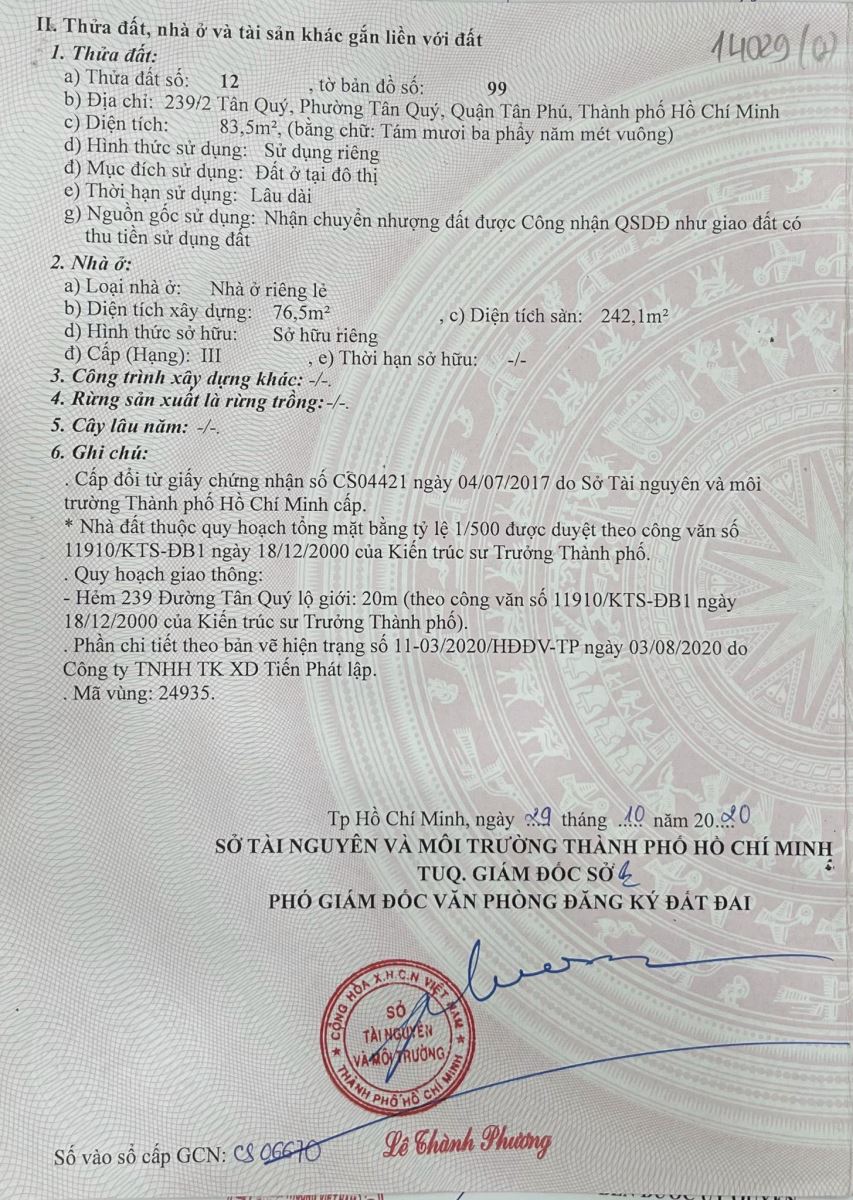 14029 (Q)
II. Thửa đất, nhà ở và tài sản khác gắn liền với đất
1. Thửa đất:
a) Thửa đất số: 12 , tờ bản đồ số: 99
b) Địa chỉ: 239/2 Tân Quý, Phường Tân Quý, Quận Tân Phú, Thành phố Hồ Chí Minh
c) Diện tích: 83,5m², (bằng chữ: Tám mươi ba phẩy năm mét vuông)
d) Hình thức sử dụng: Sử dụng riêng
đ) Mục đích sử dụng: Đất ở tại đô thị
e) Thời hạn sử dụng: Lâu dài
g) Nguồn gốc sử dụng: Nhận chuyển nhượng đất được Công nhận QSDĐ như giao đất có
thu tiền sử dụng đất
2. Nhà ở:
a) Loại nhà ở: Nhà ở riêng lẻ
b) Diện tích xây dựng: 76,5m² , c) Diện tích sàn: 242,1m²
d) Hình thức sở hữu: Sở hữu riêng
đ) Cấp (Hạng): III , e) Thời hạn sở hữu: -/-
3. Công trình xây dựng khác: -/-.
4. Rừng sản xuất là rừng trồng: -/-.
5. Cây lâu năm: -/-.
6. Ghi chú:
. Cấp đổi từ giấy chứng nhận số CS04421 ngày 04/07/2017 do Sở Tài nguyên và môi
trường Thành phố Hồ Chí Minh cấp.
* Nhà đất thuộc quy hoạch tổng mặt bằng tỷ lệ 1/500 được duyệt theo công văn số
11910/KTS-ĐB1 ngày 18/12/2000 của Kiến trúc sư Trưởng Thành phố.
. Quy hoạch giao thông:
- Hẻm 239 Đường Tân Quý lộ giới: 20m (theo công văn số 11910/KTS-ĐB1 ngày
18/12/2000 của Kiến trúc sư Trưởng Thành phố).
. Phần chi tiết theo bản vẽ hiện trạng số 11-03/2020/HĐĐV-TP ngày 03/08/2020 do
Công ty TNHH TK XD Tiến Phát lập.
. Mã vùng: 24935.
Tp Hồ Chí Minh, ngày 29 tháng 10 năm 2020
SỞ TÀI NGUYÊN VÀ MÔI TRƯỜNG THÀNH PHỐ HỒ CHÍ MINH
TUQ. GIÁM ĐỐC SỞ
PHÓ GIÁM ĐỐC VĂN PHÒNG ĐĂNG KÝ ĐẤT ĐAI
CỘNG HÒA X.H.C.N VIỆT NAM
SỞ
TÀI NGUYÊN
VÀ MÔI TRƯỜNG
THÀNH PHỐ HỒ CHÍ MINH
Lê Thành Phương
Số vào sổ cấp GCN: CS 06670